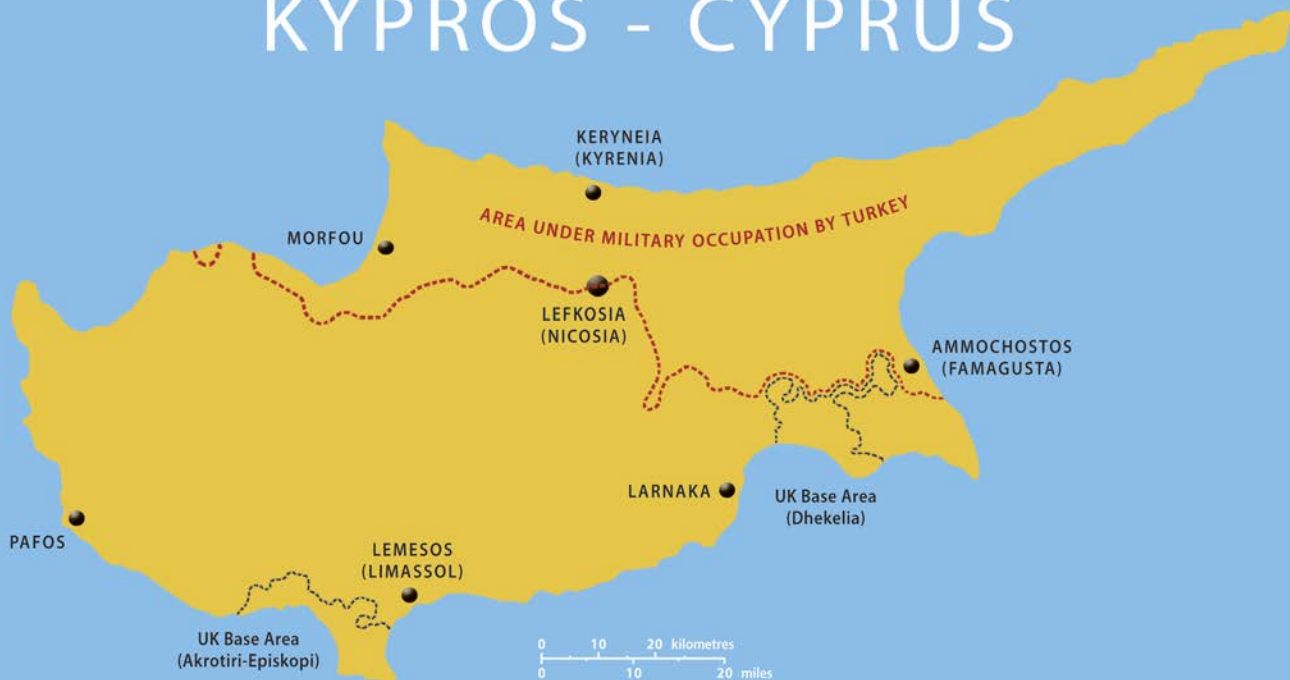 KYPROS - CYPRUS
KERYNEIA
(KYRENIA)
AREA UNDER MILITARY OCCUPATION BY TURKEY
MORFOU
LEFKOSIA
(NICOSIA)
AMMOCHOSTOS
(FAMAGUSTA)
LARNAKA
UK Base Area
(Dhekelia)
PAFOS
LEMESOS
(LIMASSOL)
UK Base Area
(Akrotiri-Episkopi)
0 10 20 kilometres
0 10 20 miles